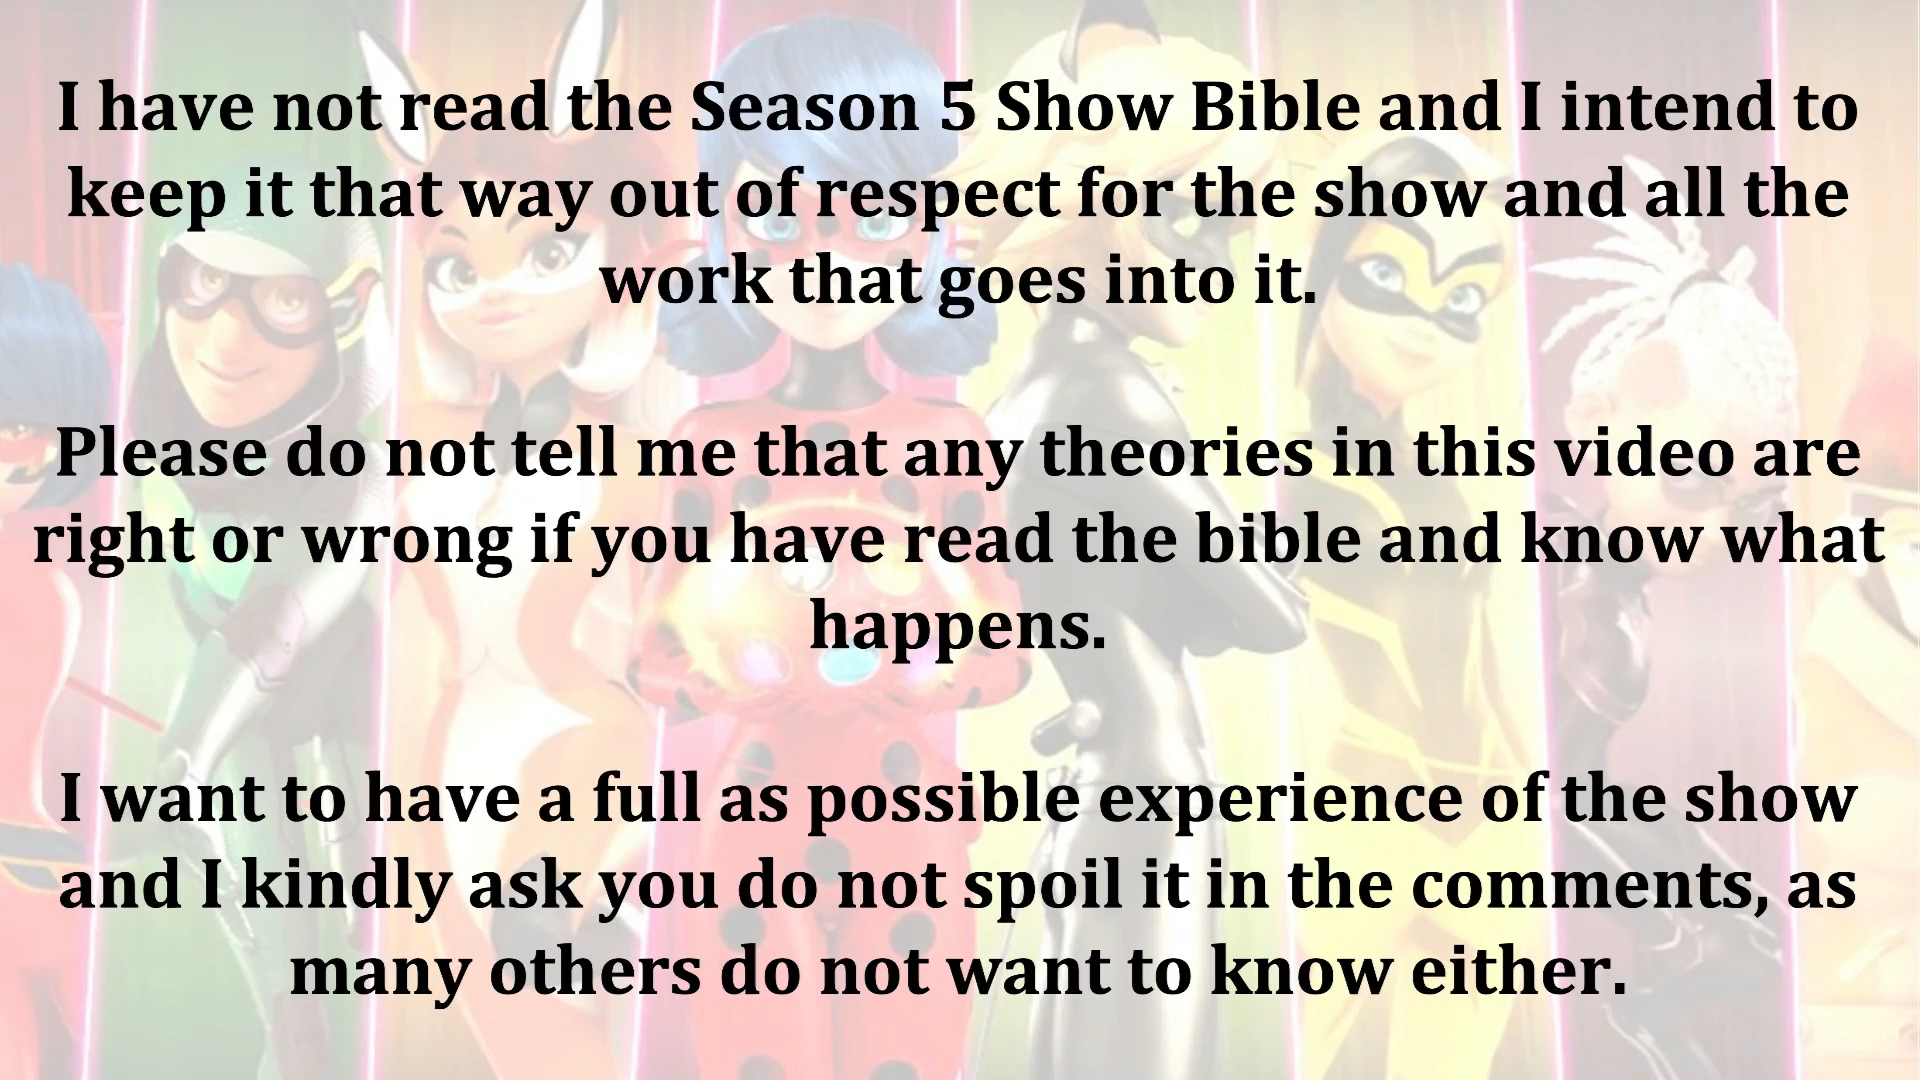 I have not read the Season 5 Show Bible and I intend to
keep it that way out of respect for the show and all the
work that goes into it.
Please do not tell me that any theories in this video are
right or wrong if you have read the bible and know what
happens.
I want to have a full as possible experience of the show
and I kindly ask you do not spoil it in the comments, as
many others do not want to know either.